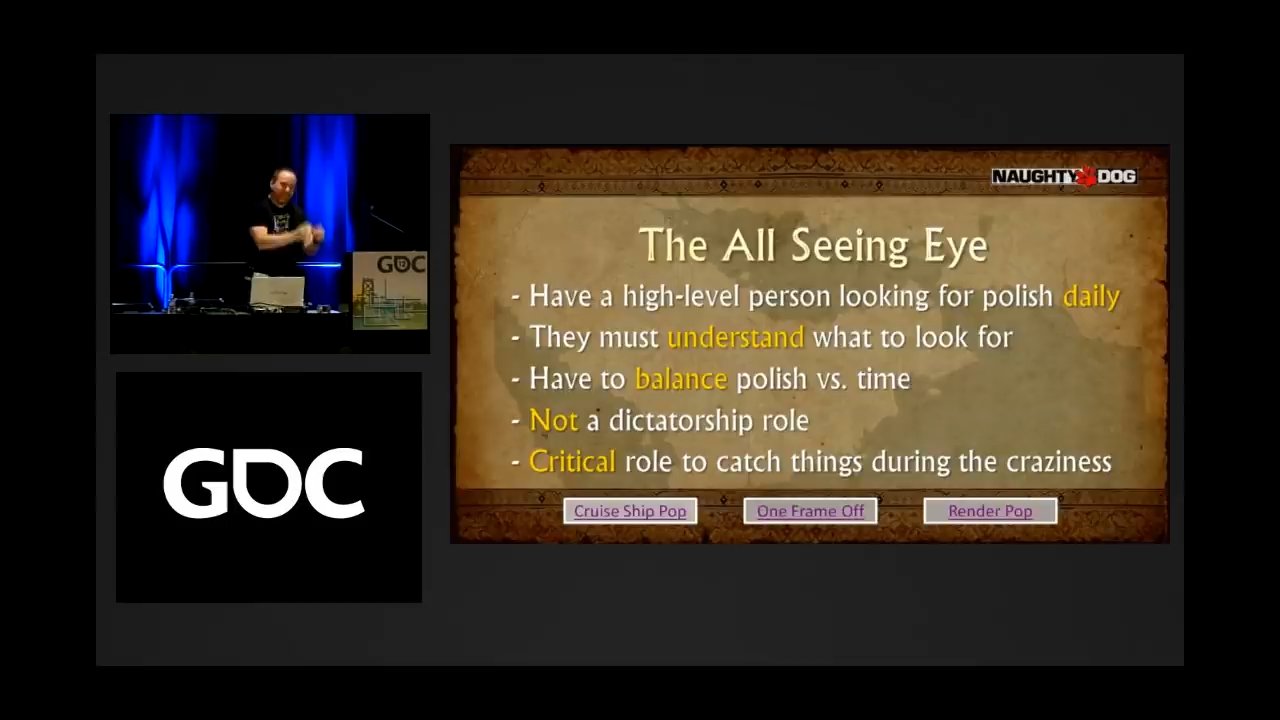 GDC
GDC
NAUGHTY DOG
The All Seeing Eye
- Have a high-level person looking for polish daily
- They must understand what to look for
- Have to balance polish vs. time
- Not a dictatorship role
- Critical role to catch things during the craziness
Cruise Ship Pop
One Frame Off
Render Pop